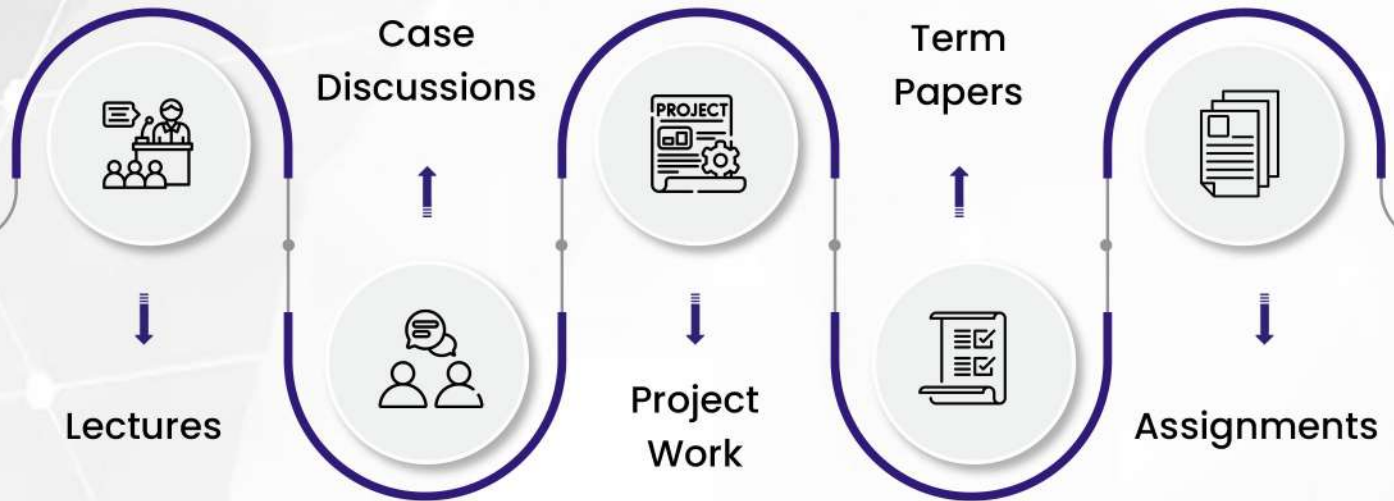 Lectures
Case
Discussions
PROJECT
Project
Work
Term
Papers
Assignments